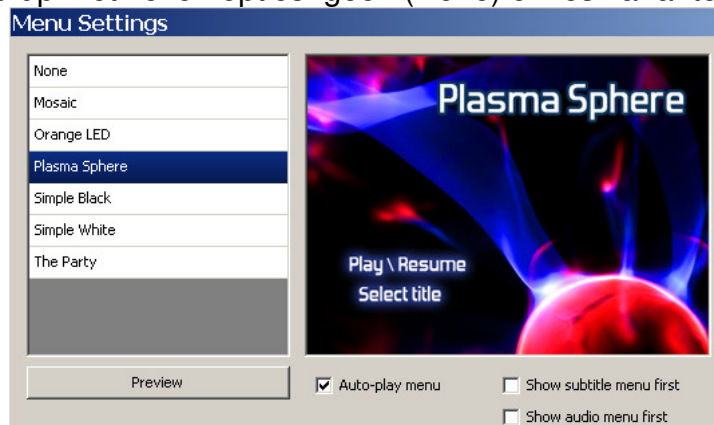 Menu Settings
None
Mosaic
Orange LED
Plasma Sphere
Simple Black
Simple White
The Party
Plasma Sphere
Play \ Resume
Select title
Preview
Auto-play menu
Show subtitle menu first
Show audio menu first